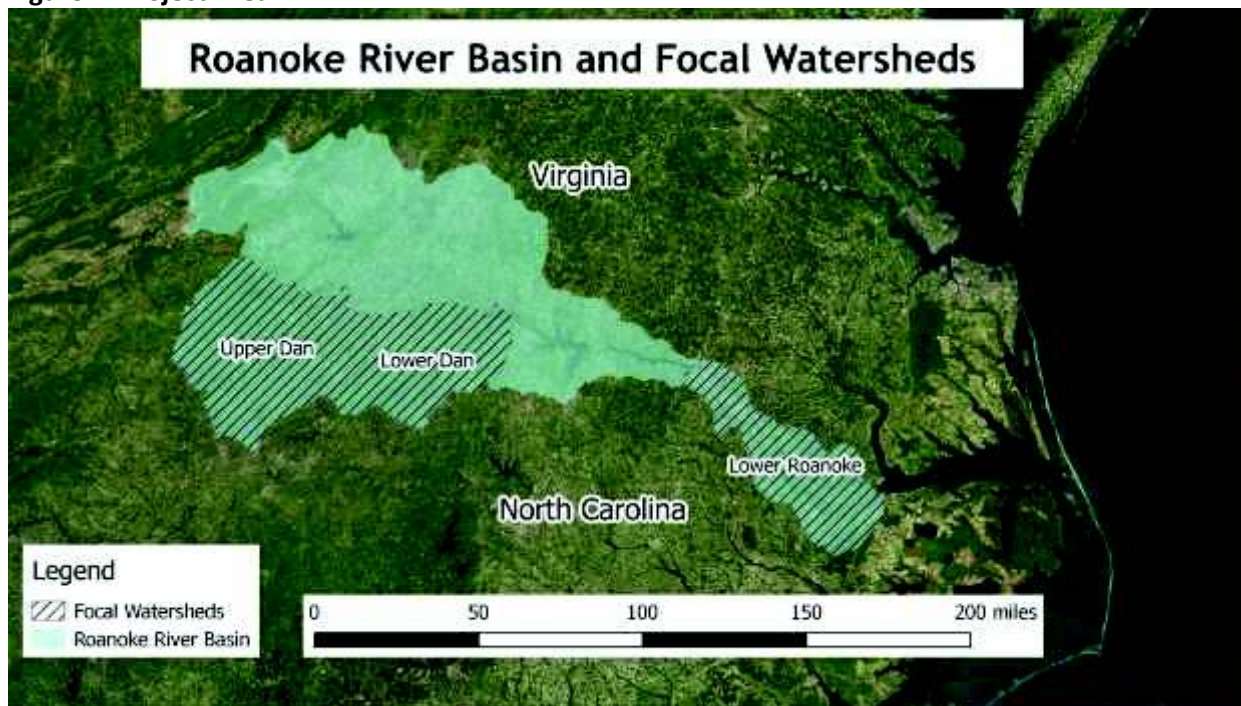 Roanoke River Basin and Focal Watersheds
Virginia
Upper Dan
Lower Dan
Lower Roanoke
North Carolina
Legend
Focal Watersheds
Roanoke River Basin
0 50 100 150 200 miles